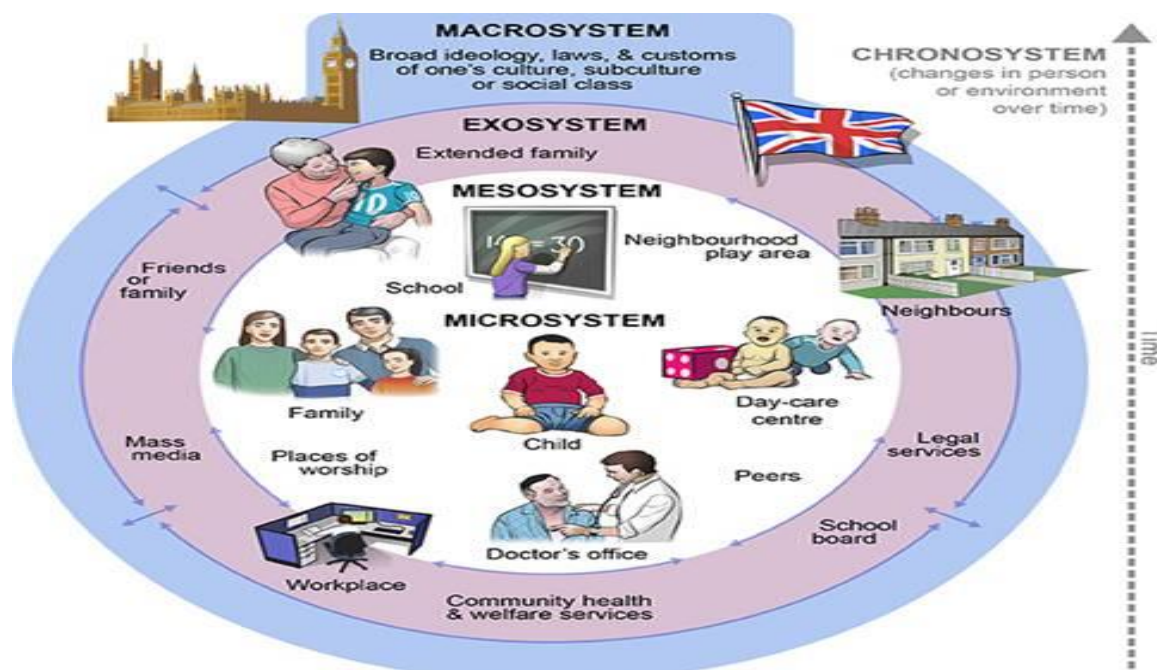 MACROSYSTEM
Broad ideology, laws, & customs
of one's culture, subculture
or social class
CHRONOSYSTEM
(changes in person
or environment
over time)
EXOSYSTEM
Extended family
MESOSYSTEM
Neighbourhood
play area
School
Friends
or
family
Neighbours
MICROSYSTEM
Family
Child
Day-care
centre
Mass
media
Places of
worship
Peers
Legal
services
Doctor's office
School
board
Workplace
Community health
& welfare services
Time